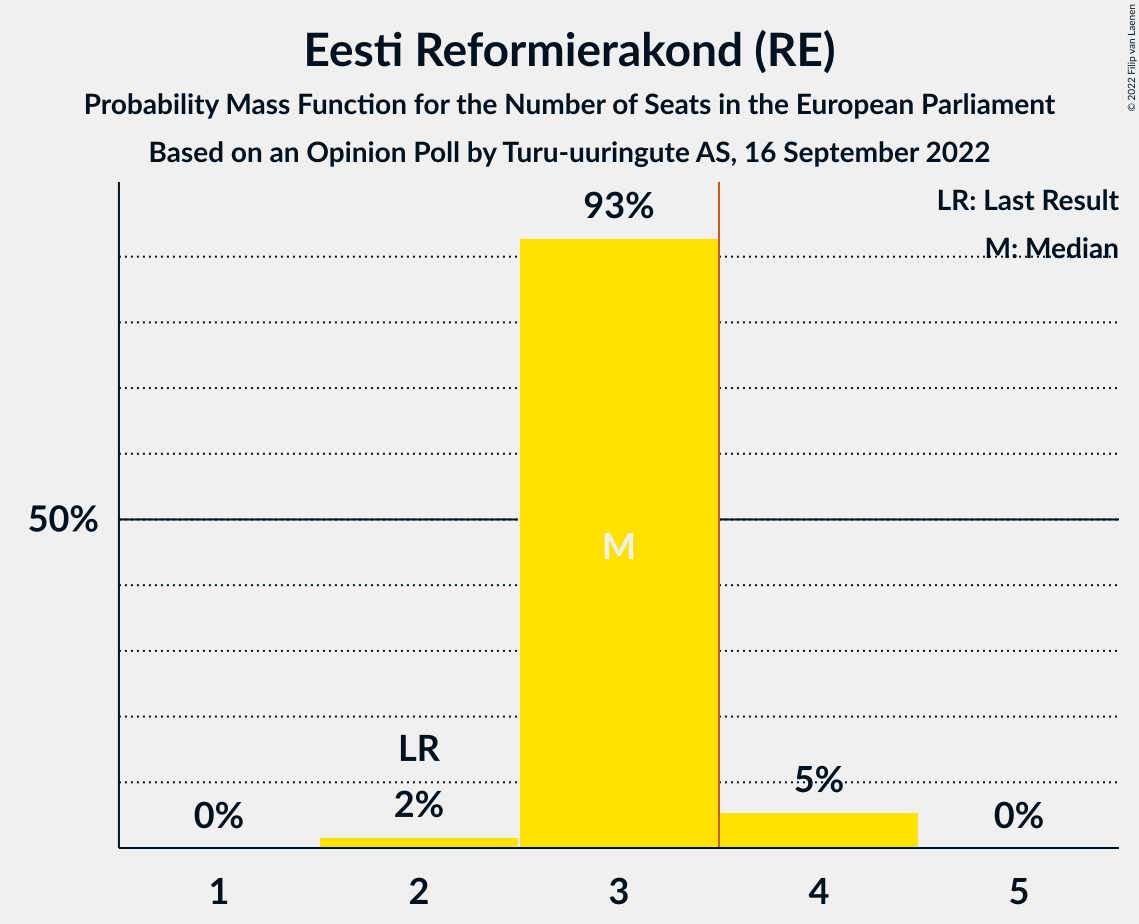 Eesti Reformierakond (RE)
Probability Mass Function for the Number of Seats in the European Parliament
Based on an Opinion Poll by Turu-uuringute AS, 16 September 2022
© 2022 Filip van Laenen
LR: Last Result
M: Median
93%
50%
M
LR
0%
2%
5%
0%
1 2 3 4 5